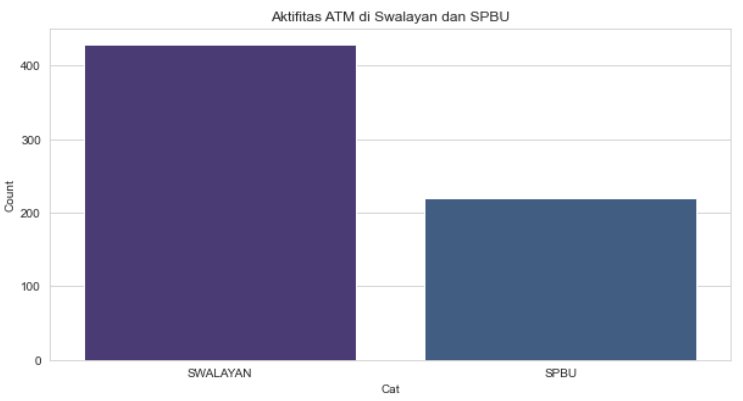 Aktifitas ATM di Swalayan dan SPBU
Count
400
300
200
100
0
SWALAYAN
SPBU
Cat